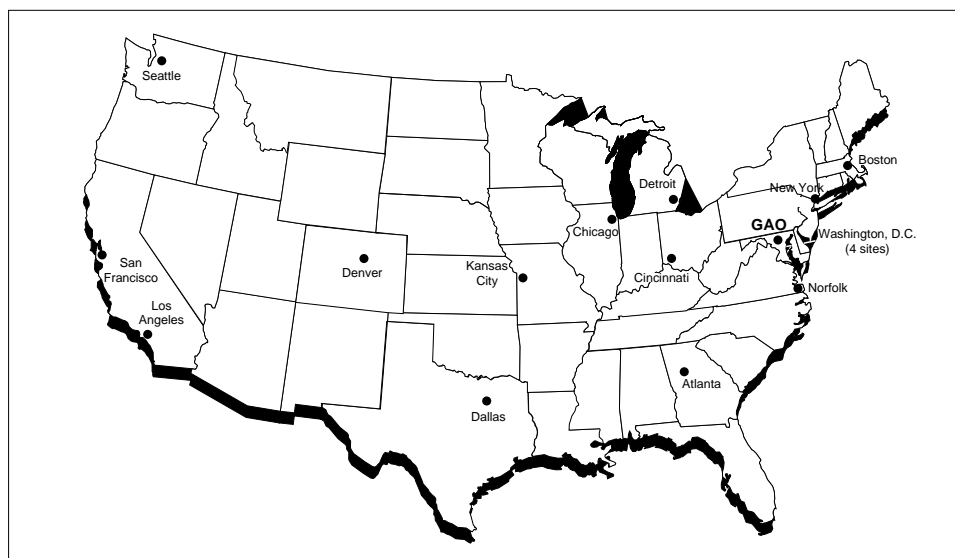 Seattle
Boston
Detroit
New York
GAO
Chicago
Washington, D.C.
(4 sites)
San
Francisco
Denver
Kansas
City
Cincinnati
Norfolk
Los
Angeles
Atlanta
Dallas